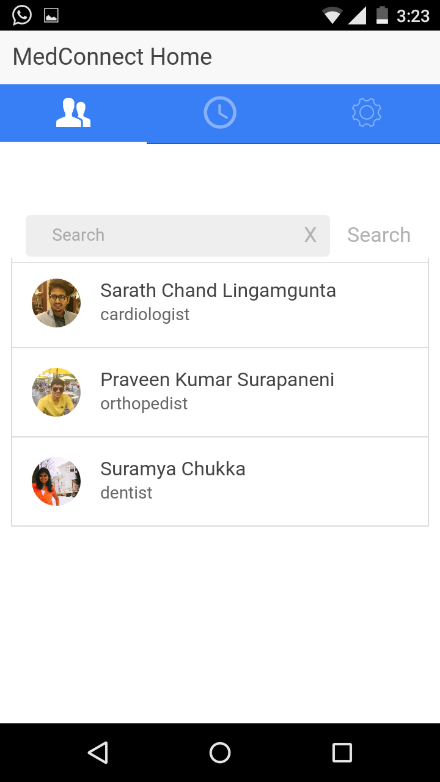 3:23
MedConnect Home
Search X Search
Sarath Chand Lingamgunta
cardiologist
Praveen Kumar Surapaneni
orthopedist
Suramya Chukka
dentist